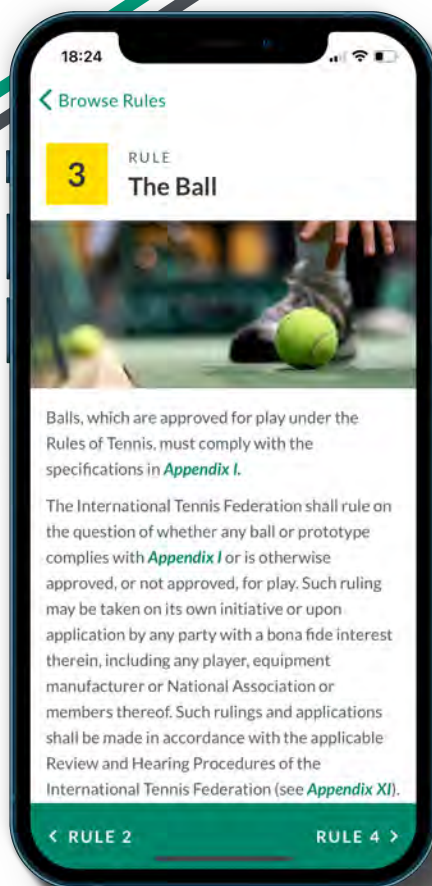 18:24
Browse Rules
3
RULE
The Ball
Balls, which are approved for play under the
Rules of Tennis, must comply with the
specifications in Appendix I.
The International Tennis Federation shall rule on
the question of whether any ball or prototype
complies with Appendix I or is otherwise
approved, or not approved, for play. Such ruling
may be taken on its own initiative or upon
application by any party with a bona fide interest
therein, including any player, equipment
manufacturer or National Association or
members thereof. Such rulings and applications
shall be made in accordance with the applicable
Review and Hearing Procedures of the
International Tennis Federation (see Appendix XI).
< RULE 2
RULE 4 >